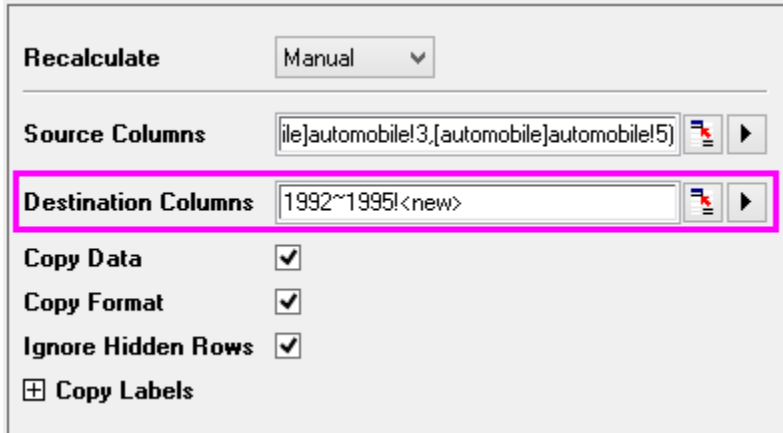 Recalculate Manual
Source Columns ile]automobile!3,[automobile]automobile!5)
Destination Columns 1992~1995!<new>
Copy Data
Copy Format
Ignore Hidden Rows
Copy Labels